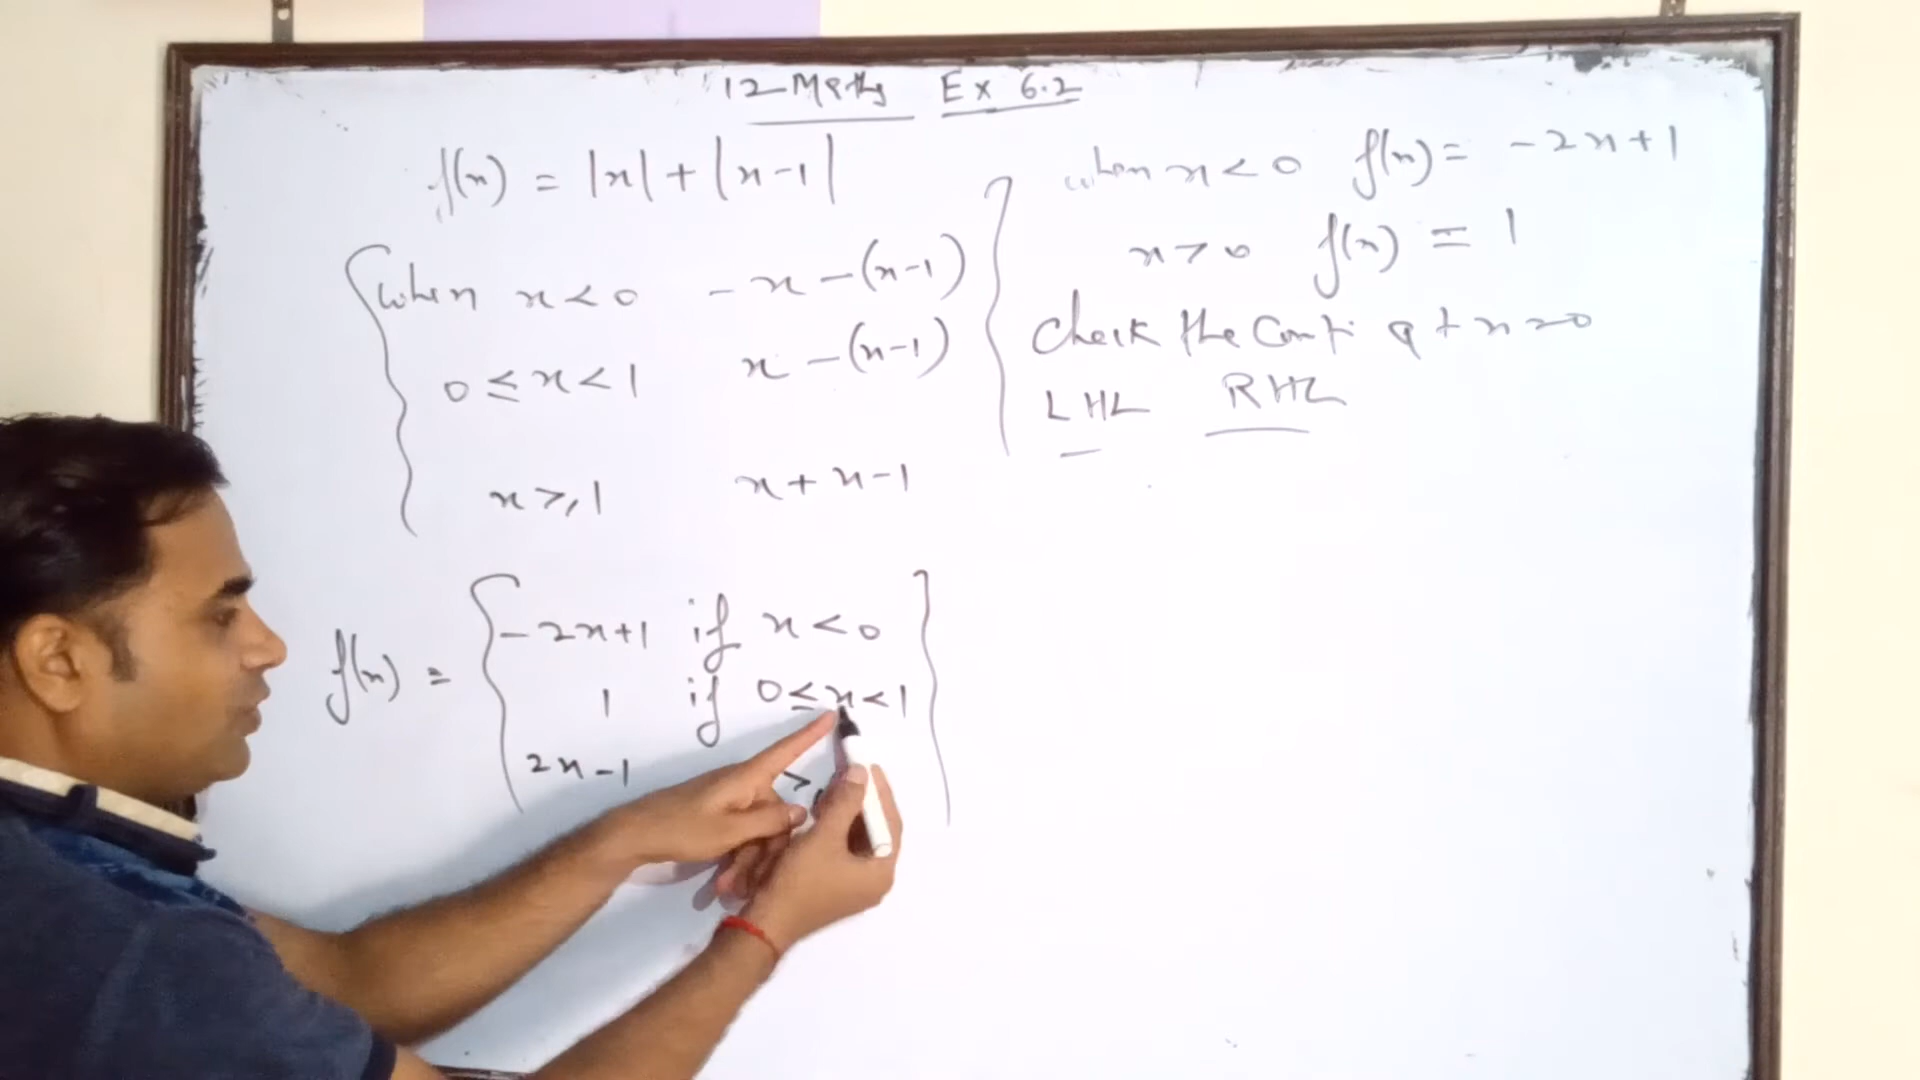 12 Maths Ex 6.2
f(x) = |x| + |x-1|
when x < 0 - x - (x-1)
0 ≤ x < 1 x - (x-1)
x ≥ 1 x + x - 1
f(x) = { -2x+1 if x < 0
1 if 0 ≤ x < 1
2x-1 ≥
when x < 0 f(x) = -2x+1
x > 0 f(x) = 1
Check the Conti at x=0
LHL RHL